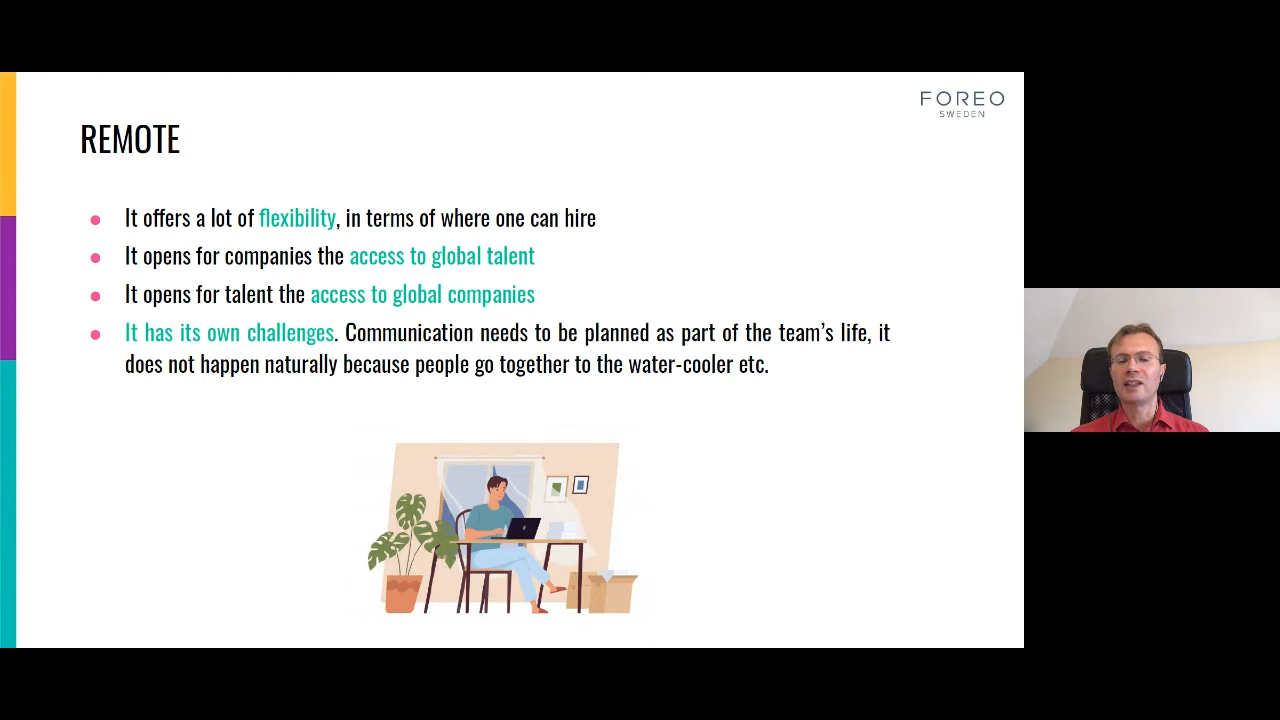 FOREO
SWEDEN
REMOTE
● It offers a lot of flexibility, in terms of where one can hire
● It opens for companies the access to global talent
● It opens for talent the access to global companies
● It has its own challenges. Communication needs to be planned as part of the team’s life, it
does not happen naturally because people go together to the water-cooler etc.